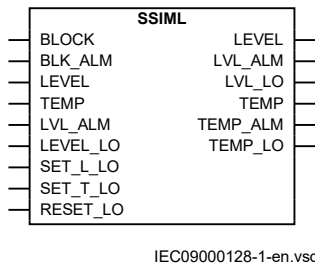 SSIML
BLOCK LEVEL
BLK_ALM LVL_ALM
LEVEL LVL_LO
TEMP TEMP
LVL_ALM TEMP_ALM
LEVEL_LO TEMP_LO
SET_L_LO
SET_T_LO
RESET_LO
IEC09000128-1-en.vsd